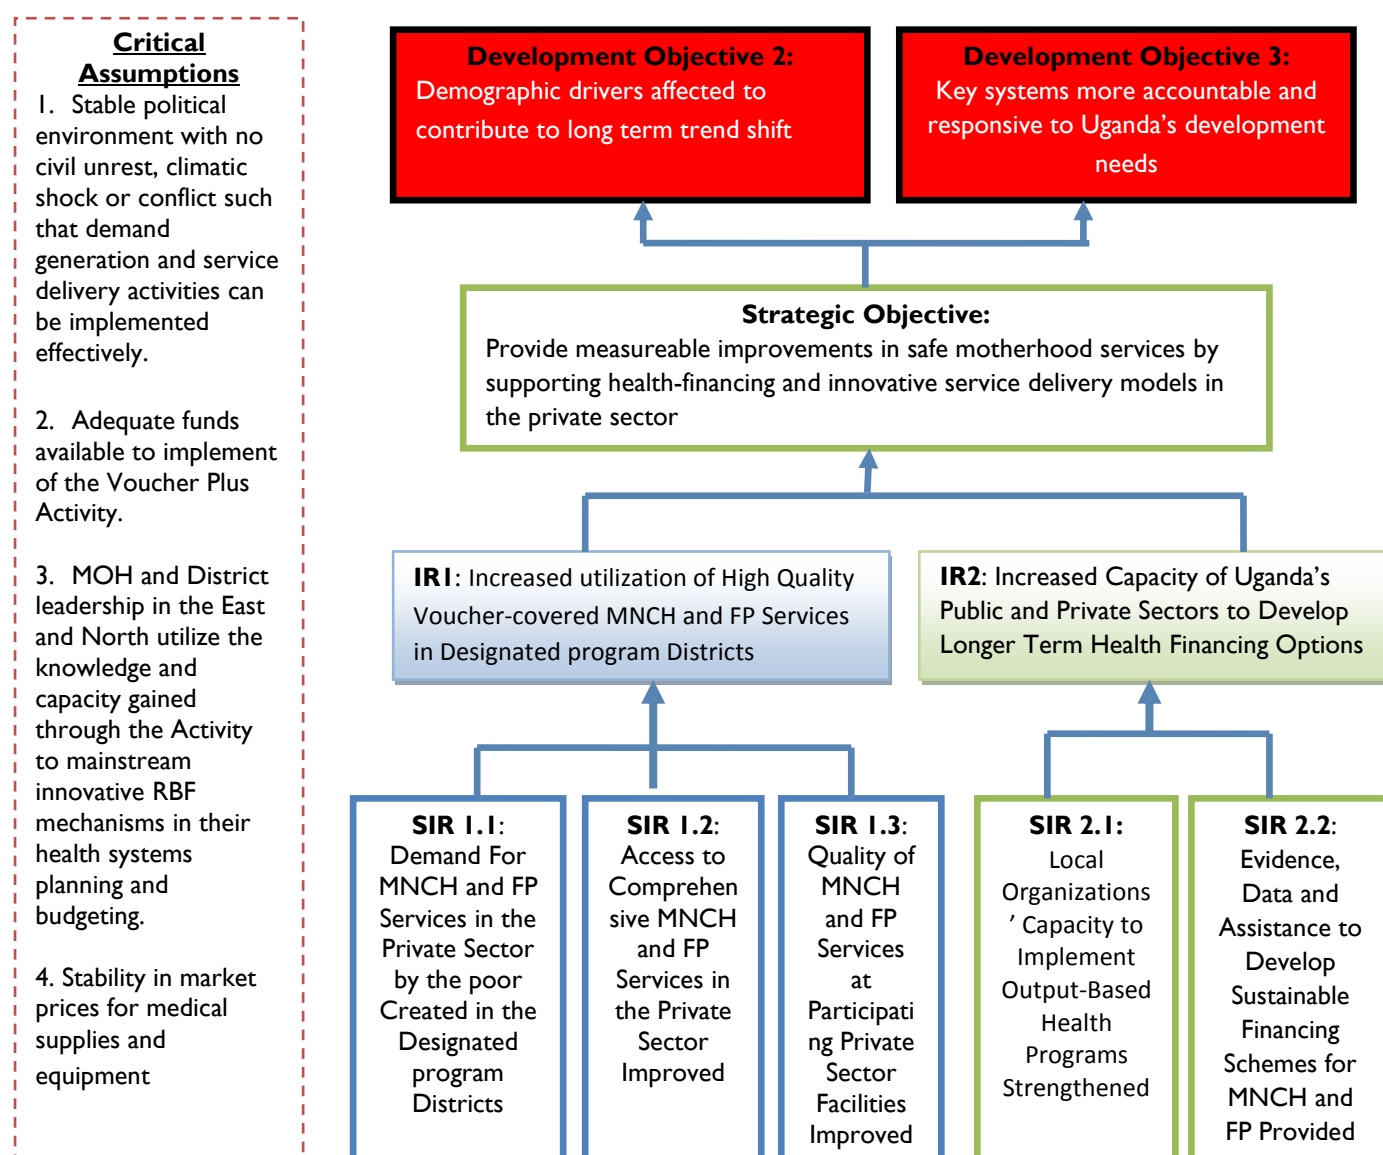 Critical
Assumptions
1. Stable political
environment with no
civil unrest, climatic
shock or conflict such
that demand
generation and service
delivery activities can
be implemented
effectively.
2. Adequate funds
available to implement
of the Voucher Plus
Activity.
3. MOH and District
leadership in the East
and North utilize the
knowledge and
capacity gained
through the Activity
to mainstream
innovative RBF
mechanisms in their
health systems
planning and
budgeting.
4. Stability in market
prices for medical
supplies and
equipment
Development Objective 2:
Demographic drivers affected to
contribute to long term trend shift
Development Objective 3:
Key systems more accountable and
responsive to Uganda’s development
needs
Strategic Objective:
Provide measureable improvements in safe motherhood services by
supporting health-financing and innovative service delivery models in
the private sector
IR1: Increased utilization of High Quality
Voucher-covered MNCH and FP Services
in Designated program Districts
IR2: Increased Capacity of Uganda’s
Public and Private Sectors to Develop
Longer Term Health Financing Options
SIR 1.1:
Demand For
MNCH and FP
Services in the
Private Sector
by the poor
Created in the
Designated
program
Districts
SIR 1.2:
Access to
Comprehen
sive MNCH
and FP
Services in
the Private
Sector
Improved
SIR 1.3:
Quality of
MNCH
and FP
Services
at
Participati
ng Private
Sector
Facilities
Improved
SIR 2.1:
Local
Organizations
’ Capacity to
Implement
Output-Based
Health
Programs
Strengthened
SIR 2.2:
Evidence,
Data and
Assistance to
Develop
Sustainable
Financing
Schemes for
MNCH and
FP Provided